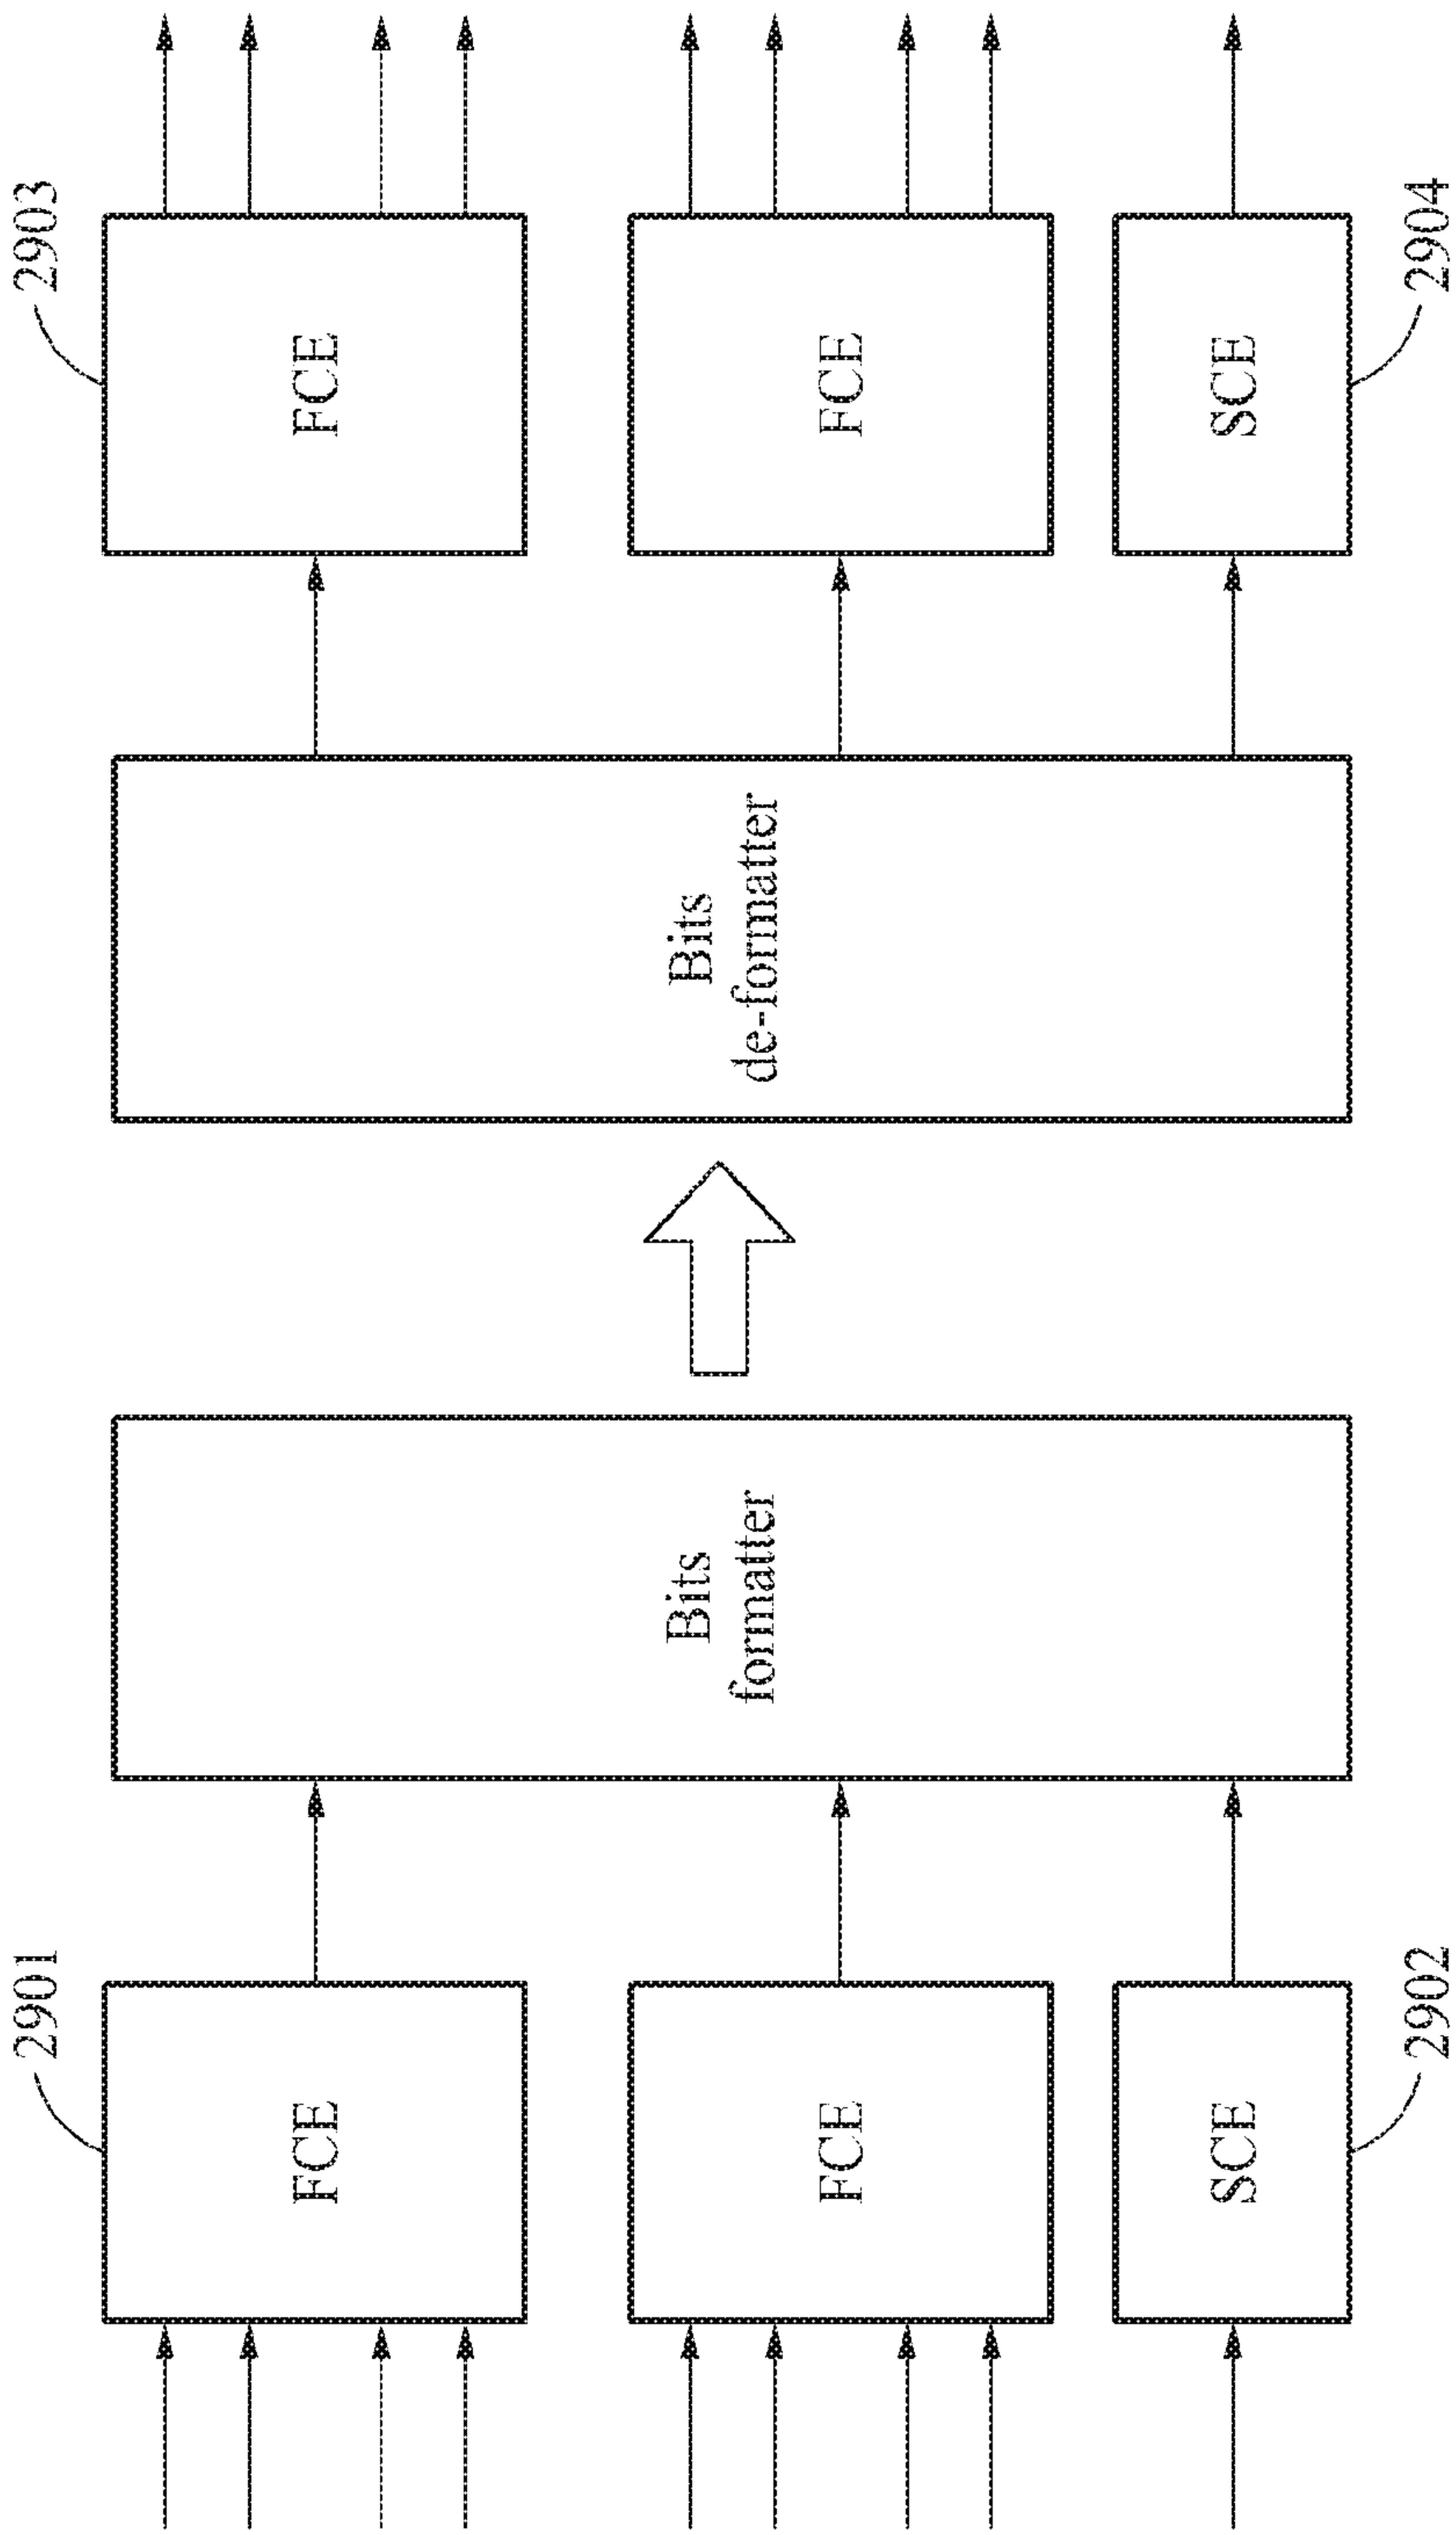 2901
FCE
FCE
SCE
2902
Bits
formatter
Bits
de-formatter
2903
FCE
FCE
SCE
2904